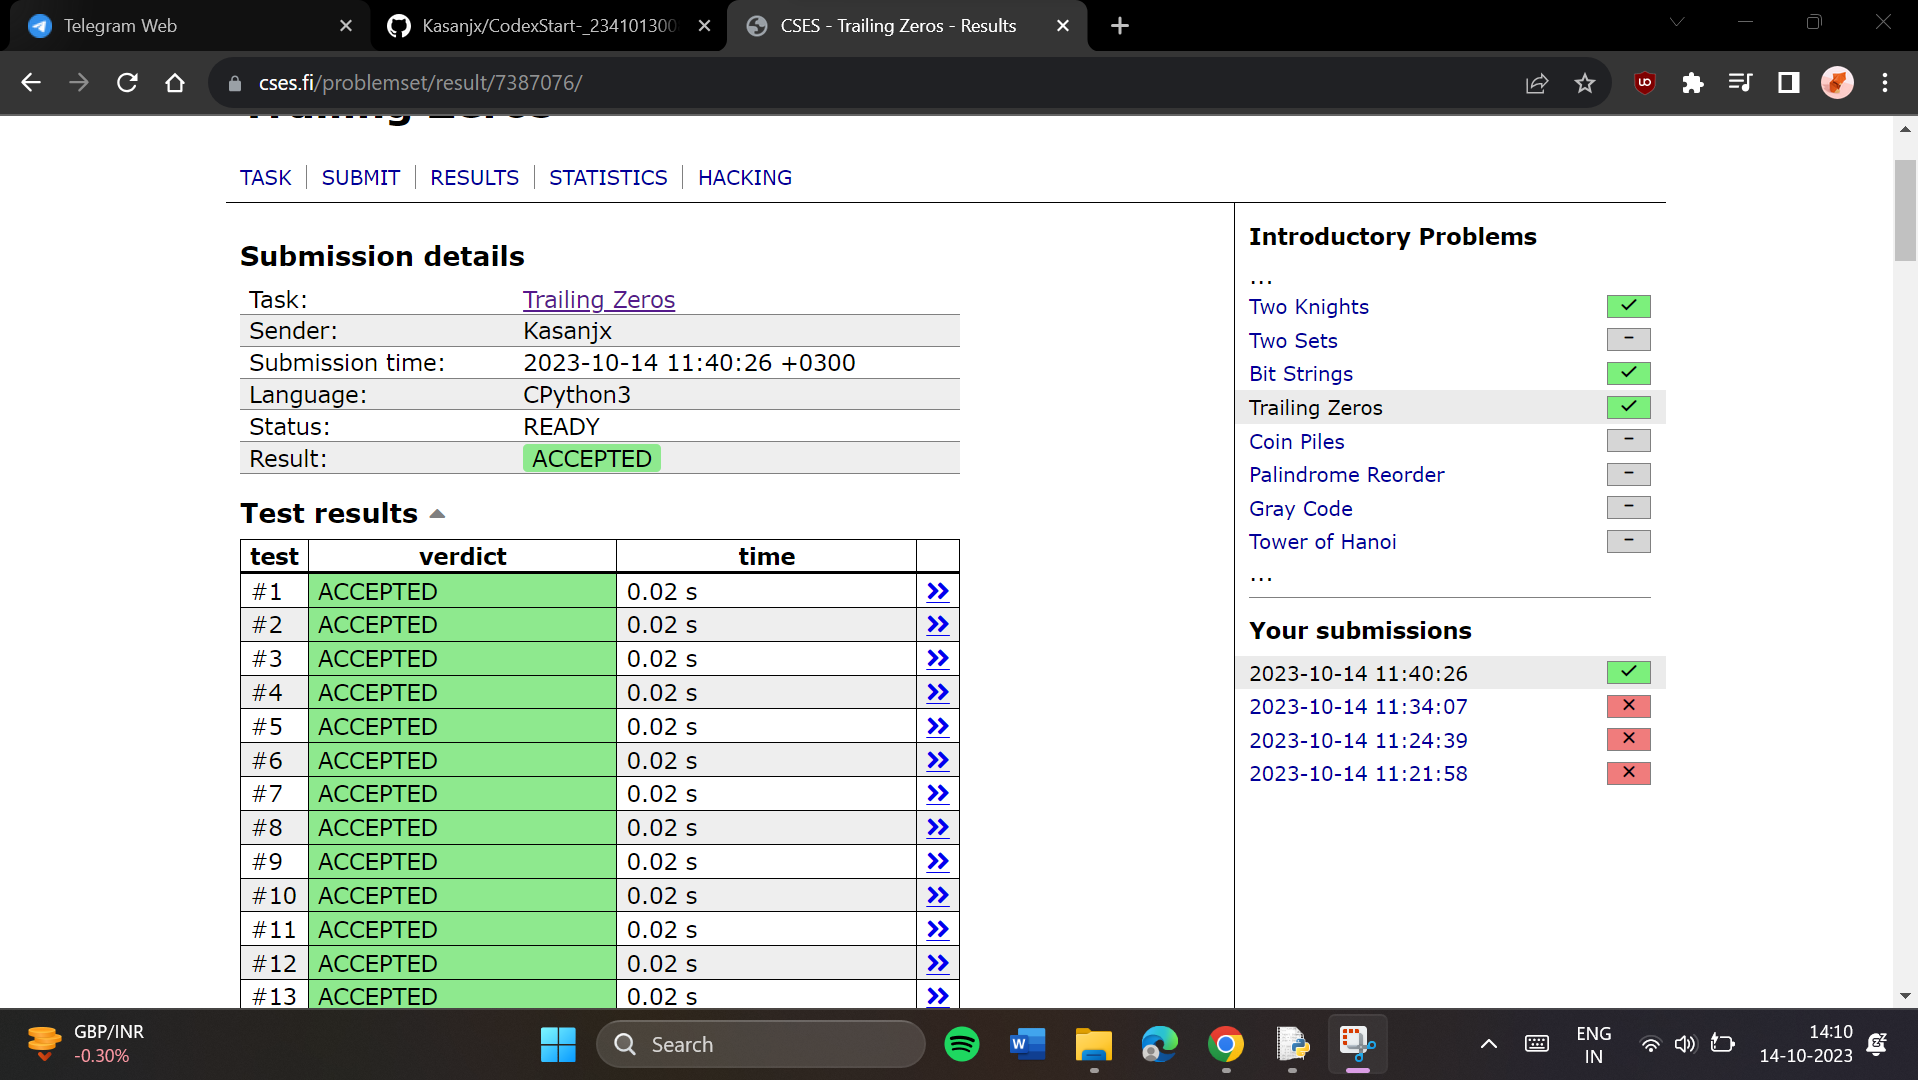 Telegram Web
Kasanjx/CodexStart-_234101300
CSES - Trailing Zeros - Results
cses.fi/problemset/result/7387076/
Trailing Zeros
TASK
SUBMIT
RESULTS
STATISTICS
HACKING
Submission details
Task: Trailing Zeros
Sender: Kasanjx
Submission time: 2023-10-14 11:40:26 +0300
Language: CPython3
Status: READY
Result: ACCEPTED
Test results
test verdict time
#1 ACCEPTED 0.02 s
#2 ACCEPTED 0.02 s
#3 ACCEPTED 0.02 s
#4 ACCEPTED 0.02 s
#5 ACCEPTED 0.02 s
#6 ACCEPTED 0.02 s
#7 ACCEPTED 0.02 s
#8 ACCEPTED 0.02 s
#9 ACCEPTED 0.02 s
#10 ACCEPTED 0.02 s
#11 ACCEPTED 0.02 s
#12 ACCEPTED 0.02 s
#13 ACCEPTED 0.02 s
Introductory Problems
...
Two Knights
Two Sets
Bit Strings
Trailing Zeros
Coin Piles
Palindrome Reorder
Gray Code
Tower of Hanoi
...
Your submissions
2023-10-14 11:40:26
2023-10-14 11:34:07
2023-10-14 11:24:39
2023-10-14 11:21:58
GBP/INR
-0.30%
Search
ENG
IN
14:10
14-10-2023